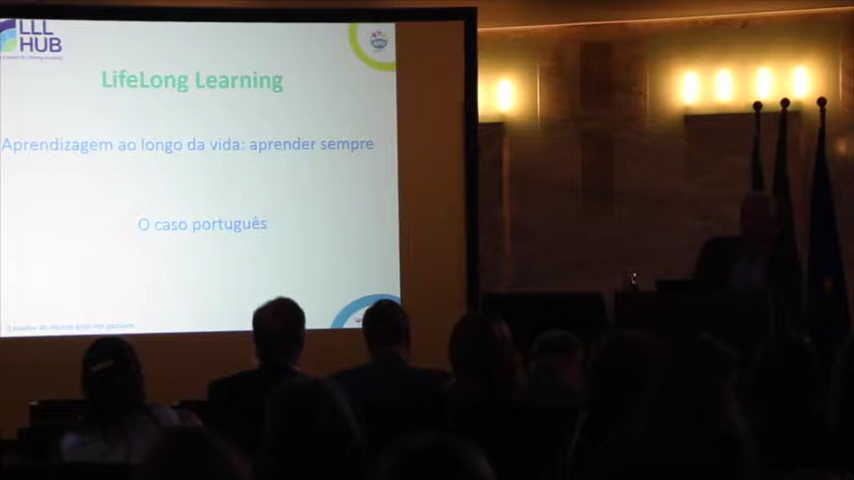 LLL
HUB
LifeLong Learning
Aprendizagem ao longo da vida: aprender sempre
O caso português